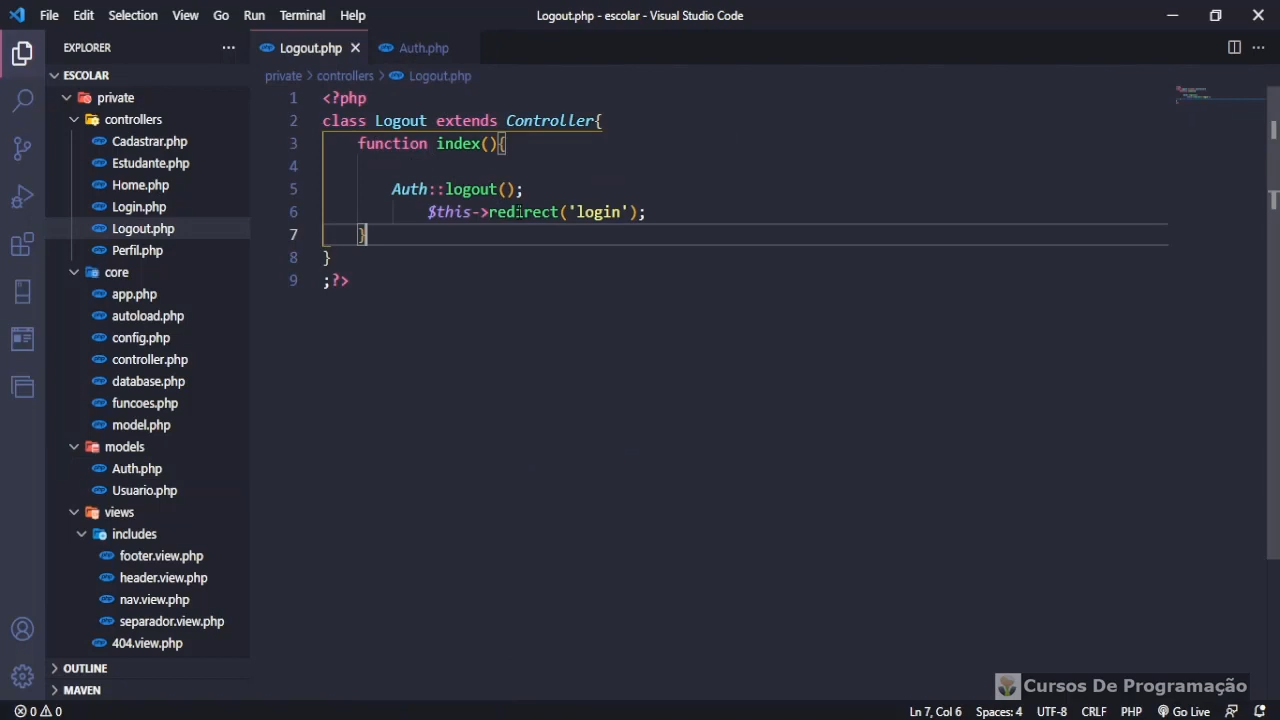 File Edit Selection View Go Run Terminal Help
Logout.php - escolar - Visual Studio Code
EXPLORER
Logout.php
Auth.php
ESCOLAR
private > controllers > Logout.php
private
controllers
Cadastrar.php
Estudante.php
Home.php
Login.php
Logout.php
Perfil.php
core
app.php
autoload.php
config.php
controller.php
database.php
funcoes.php
model.php
models
Auth.php
Usuario.php
views
includes
footer.view.php
header.view.php
nav.view.php
separador.view.php
404.view.php
OUTLINE
MAVEN
1 <?php
2 class Logout extends Controller{
3 function index(){
4
5 Auth::logout();
6 $this->redirect('login');
7 }
8 }
9 ;?>
Cursos De Programação
0 0
Ln 7, Col 6 Spaces: 4 UTF-8 CRLF PHP Go Live